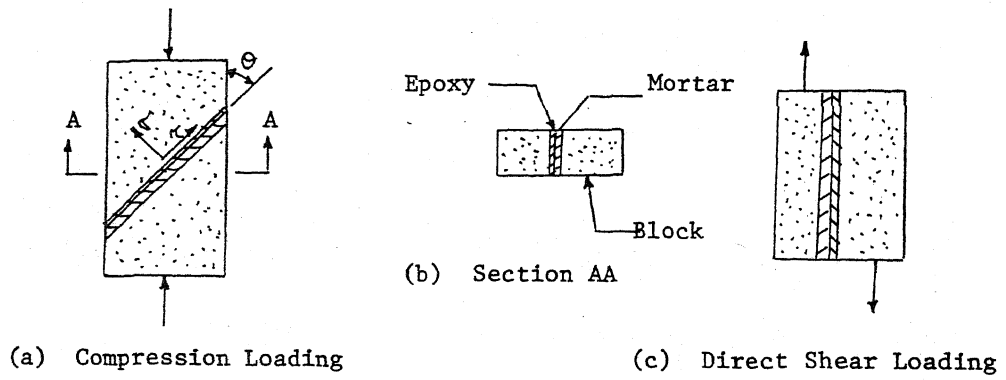 θ
A
A
σ
τ
(a) Compression Loading
Epoxy
Mortar
Block
(b) Section AA
(c) Direct Shear Loading